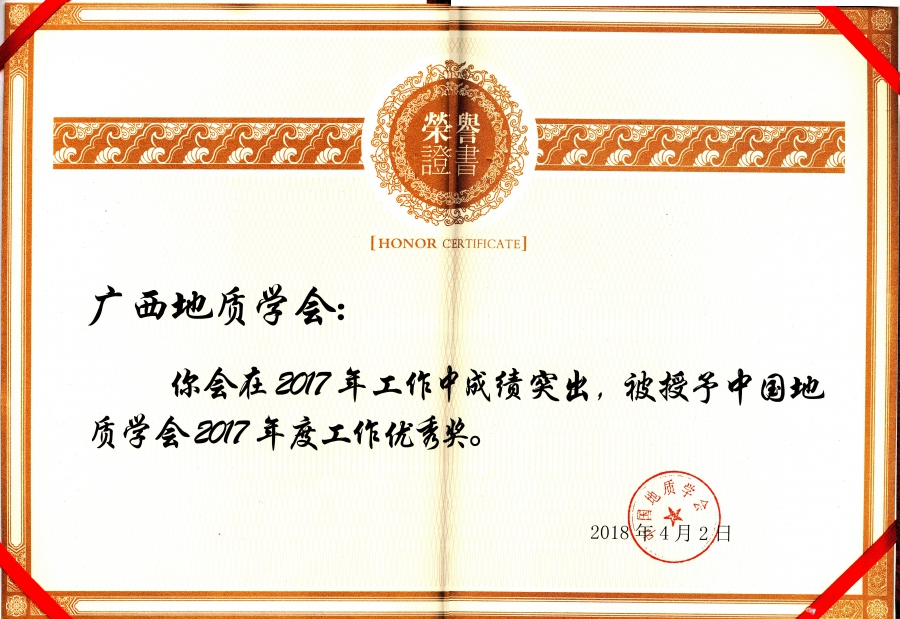 榮譽
證書
[HONOR CERTIFICATE]
广西地质学会:
你会在2017年工作中成绩突出,被授予中国地
质学会2017年度工作优秀奖。
中国地质学会
2018年4月2日